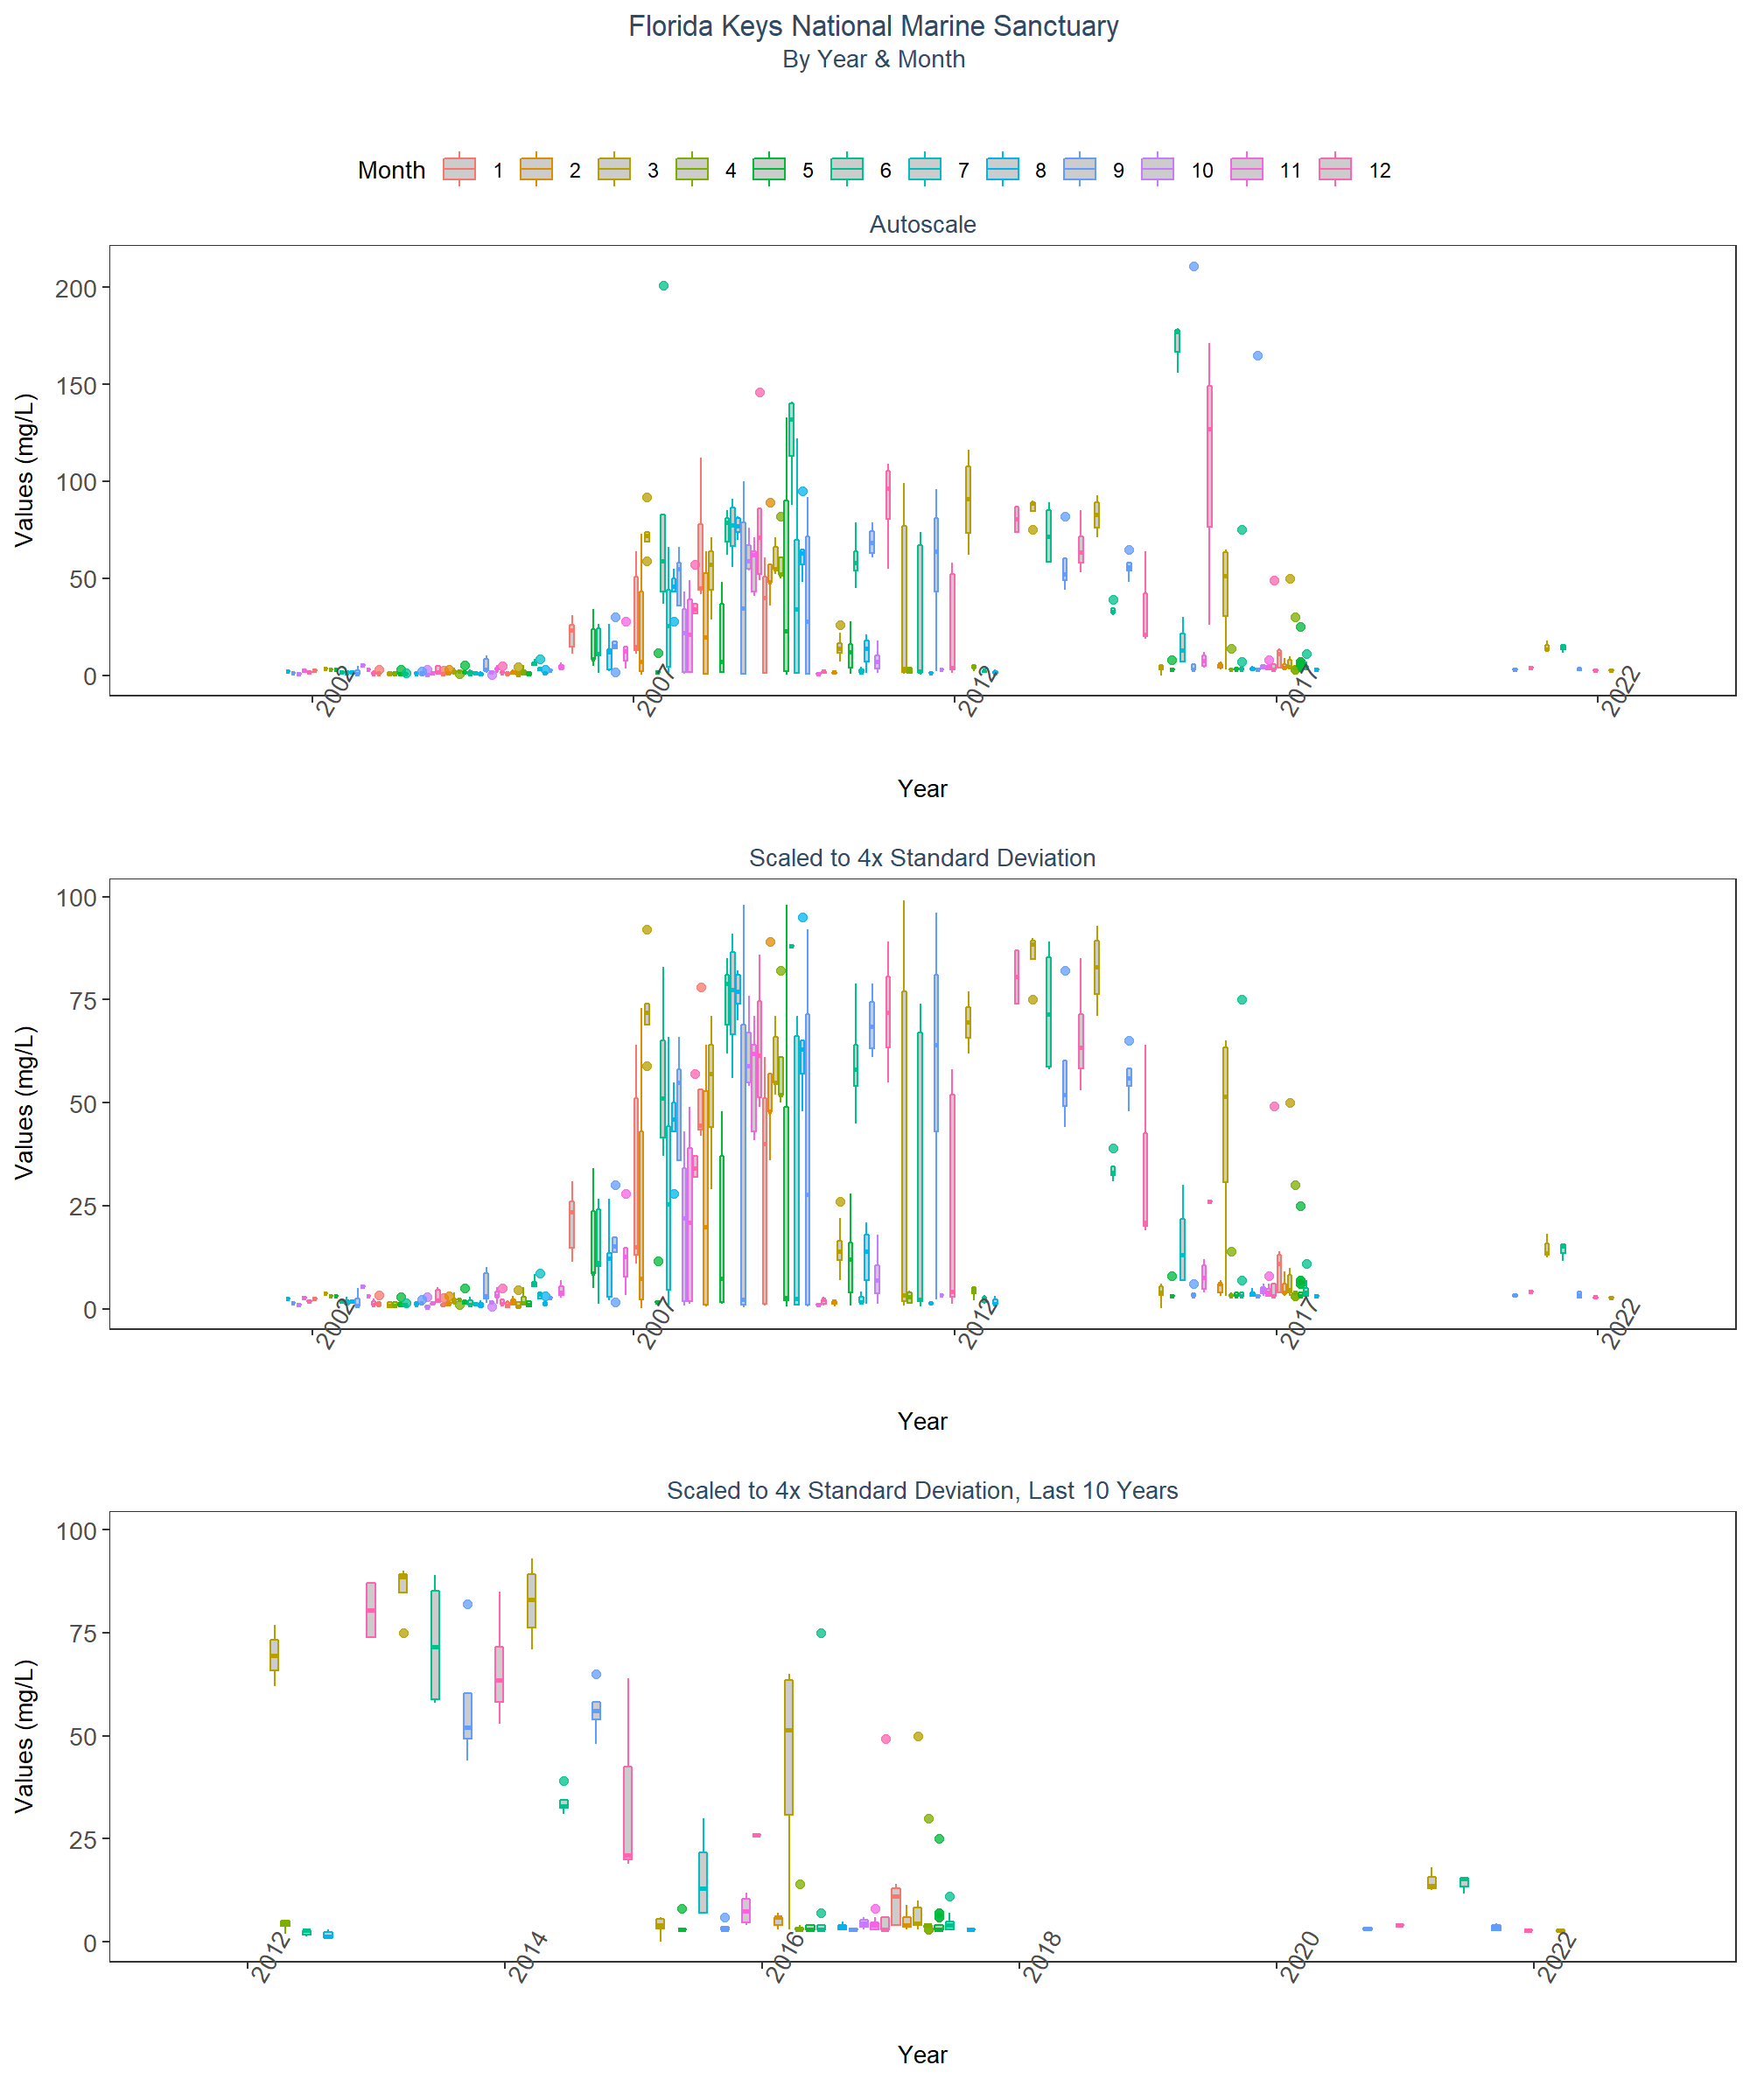 Florida Keys National Marine Sanctuary
By Year & Month
Month 1 2 3 4 5 6 7 8 9 10 11 12
Autoscale
Values (mg/L)
200
150
100
50
0
2002 2007 2012 2017 2022
Year
Scaled to 4x Standard Deviation
Values (mg/L)
100
75
50
25
0
2002 2007 2012 2017 2022
Year
Scaled to 4x Standard Deviation, Last 10 Years
Values (mg/L)
100
75
50
25
0
2012 2014 2016 2018 2020 2022
Year